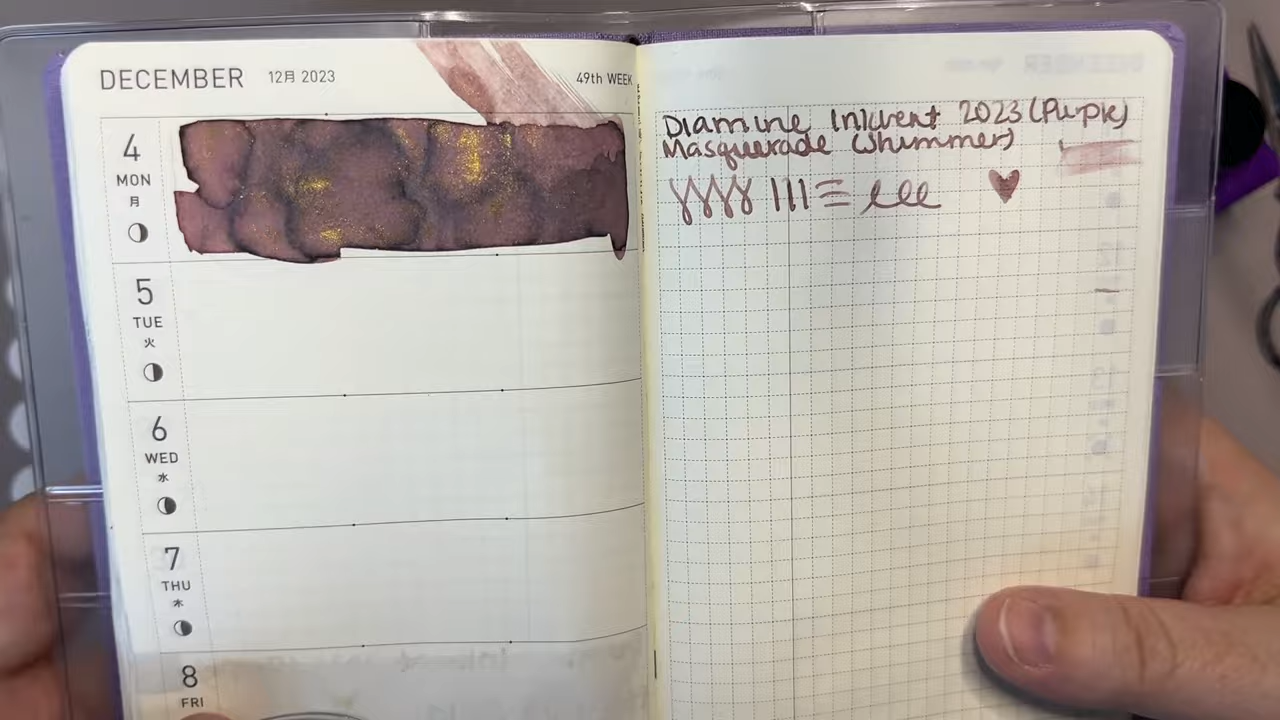 DECEMBER 12月 2023 49th WEEK
4
MON
月
5
TUE
火
6
WED
水
7
THU
木
8
FRI
Diamine Inkvent 2023 (Purple)
Masquerade (Shimmer)